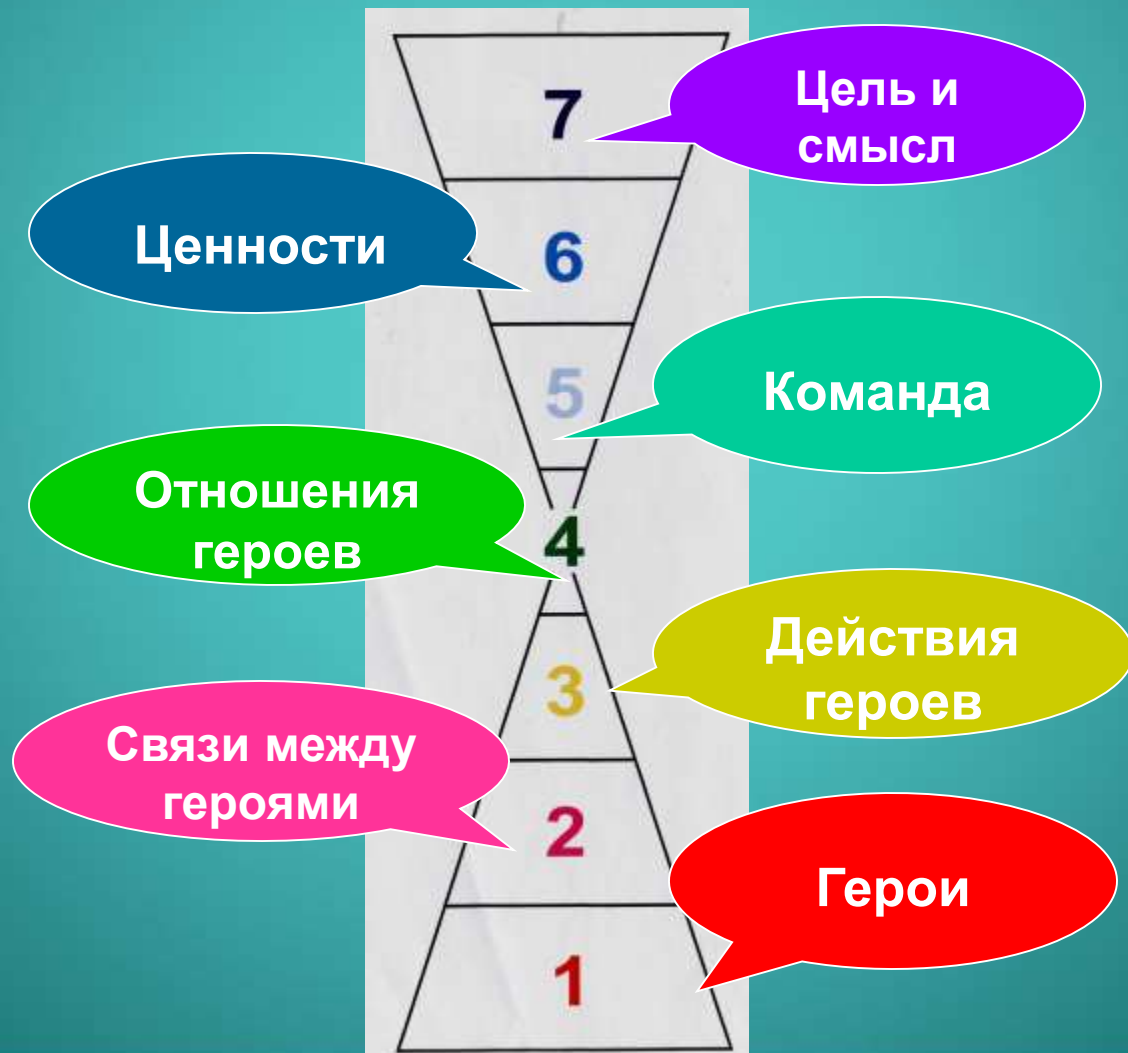 7
Цель и
смысл
Ценности
6
5
Команда
Отношения
героев
4
Действия
героев
3
Связи между
героями
2
Герои
1